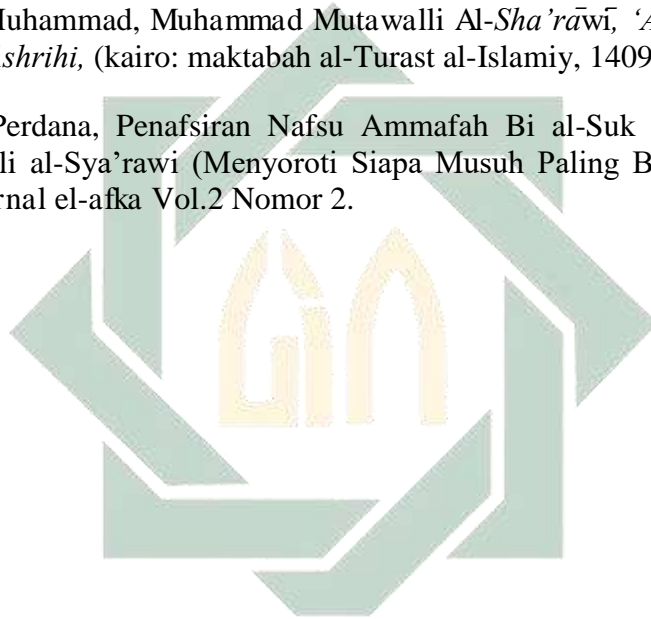 Muhammad, Muhammad Mutawalli Al-Sha’rāwī, ‘A
shrihi, (kairo: maktabah al-Turast al-Islamiy, 1409
Perdana, Penafsiran Nafsu Ammafah Bi al-Suk
li al-Sya’rawi (Menyoroti Siapa Musuh Paling B
rnal el-afka Vol.2 Nomor 2.